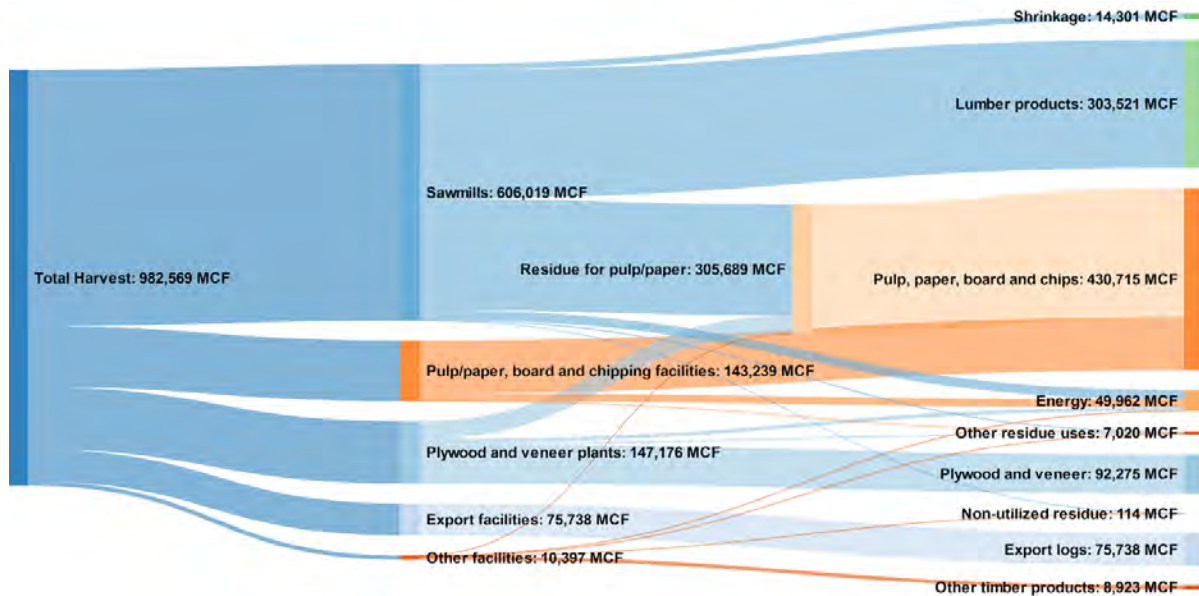 Shrinkage: 14,301 MCF
Lumber products: 303,521 MCF
Sawmills: 606,019 MCF
Total Harvest: 982,569 MCF
Residue for pulp/paper: 305,689 MCF
Pulp, paper, board and chips: 430,715 MCF
Pulp/paper, board and chipping facilities: 143,239 MCF
Energy: 49,962 MCF
Other residue uses: 7,020 MCF
Plywood and veneer plants: 147,176 MCF
Plywood and veneer: 92,275 MCF
Export facilities: 75,738 MCF
Non-utilized residue: 114 MCF
Export logs: 75,738 MCF
Other facilities: 10,397 MCF
Other timber products: 8,923 MCF